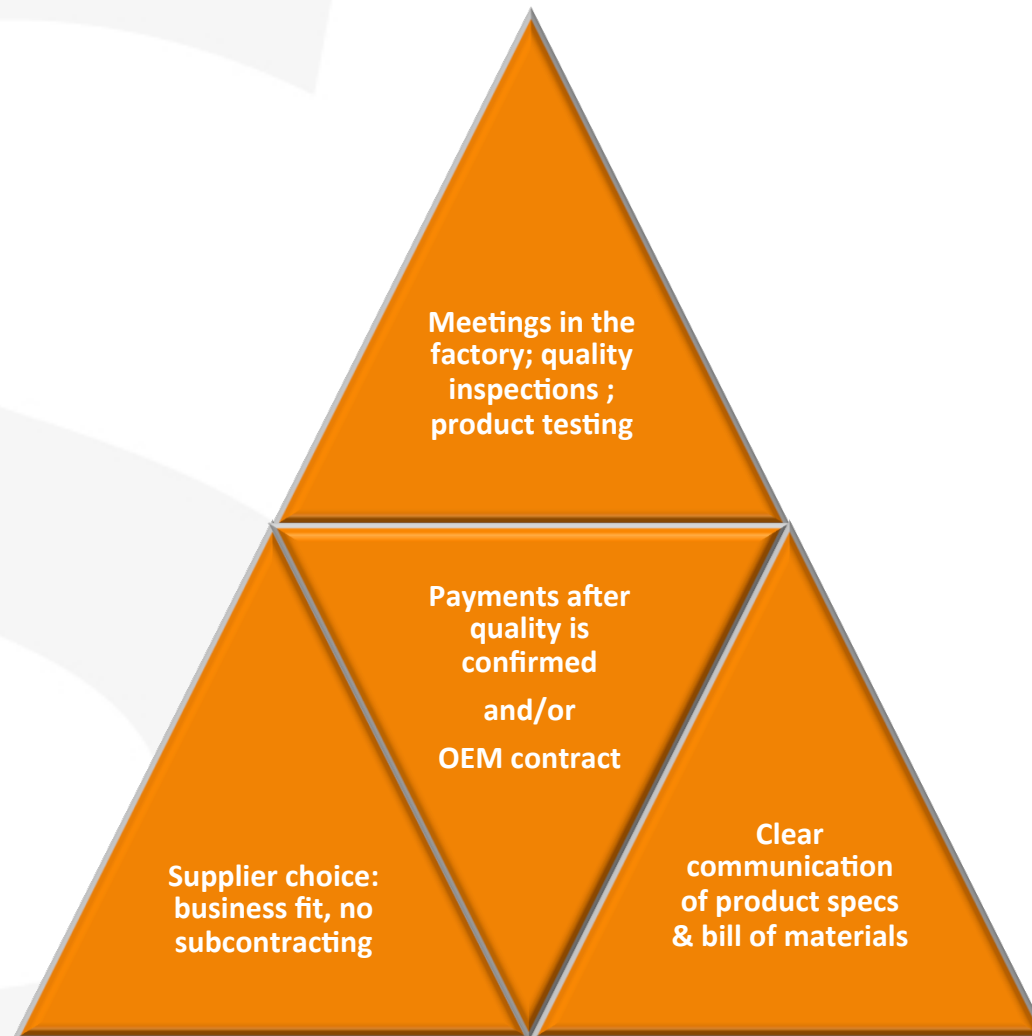 Meetings in the
factory; quality
inspections ;
product testing
Payments after
quality is
confirmed
and/or
OEM contract
Supplier choice:
business fit, no
subcontracting
Clear
communication
of product specs
& bill of materials